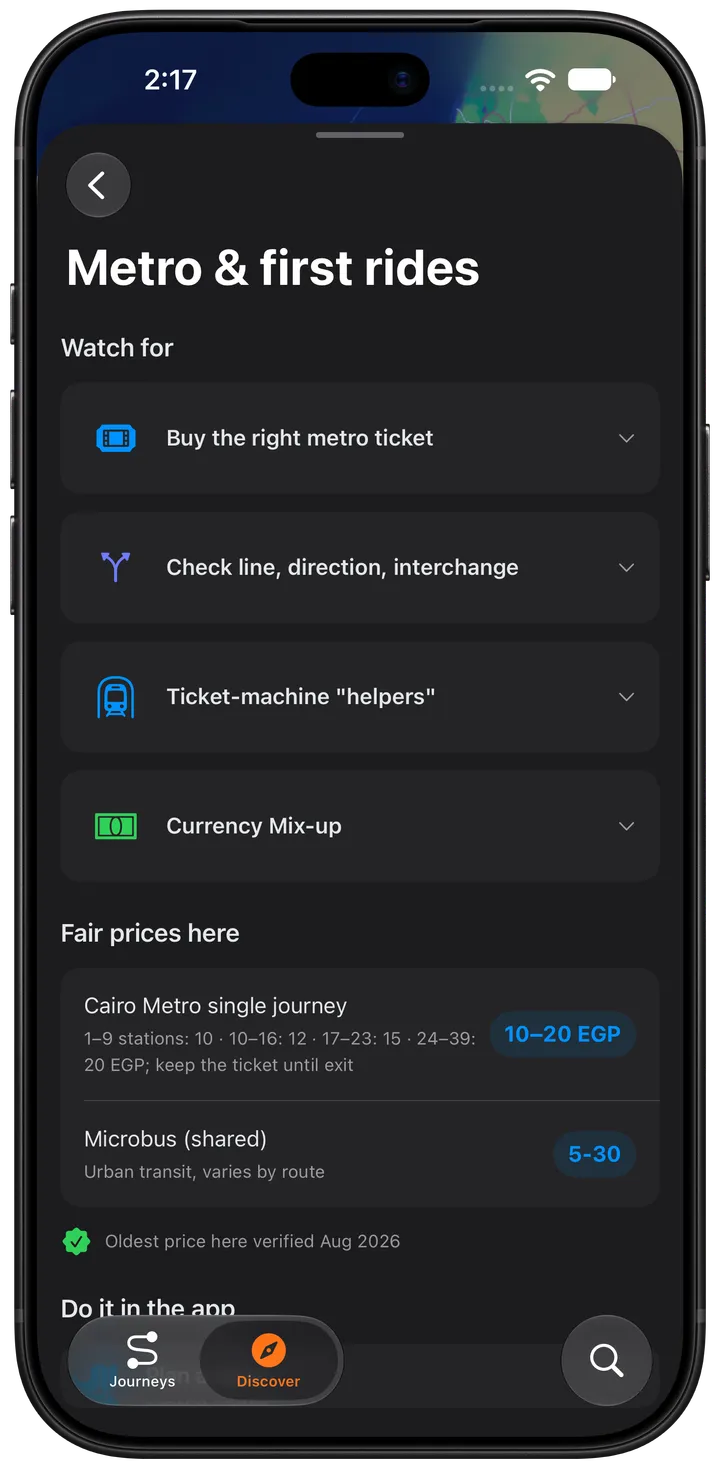 2:17
Metro & first rides
Watch for
Buy the right metro ticket
Check line, direction, interchange
Ticket-machine "helpers"
Currency Mix-up
Fair prices here
Cairo Metro single journey
1–9 stations: 10 · 10–16: 12 · 17–23: 15 · 24–39:
20 EGP; keep the ticket until exit
10–20 EGP
Microbus (shared)
Urban transit, varies by route
5-30
Oldest price here verified Aug 2026
Do it in the app
Journeys
Discover